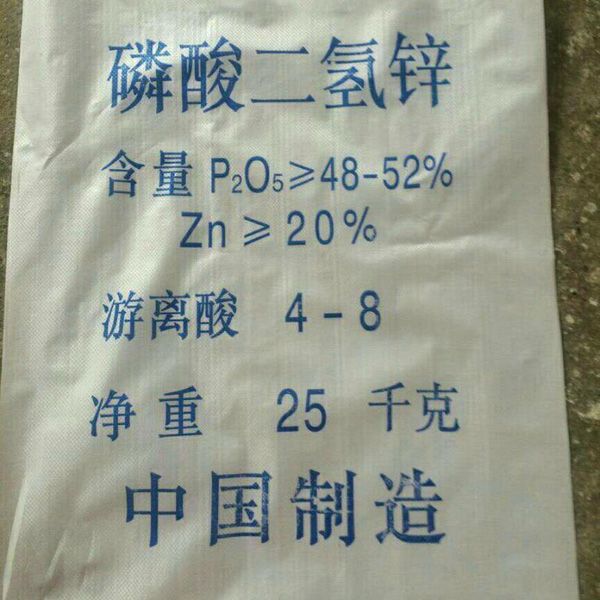 磷酸二氢锌
含量 P₂O₅≥48-52%
Zn≥20%
游离酸 4-8
净重 25 千克
中国制造